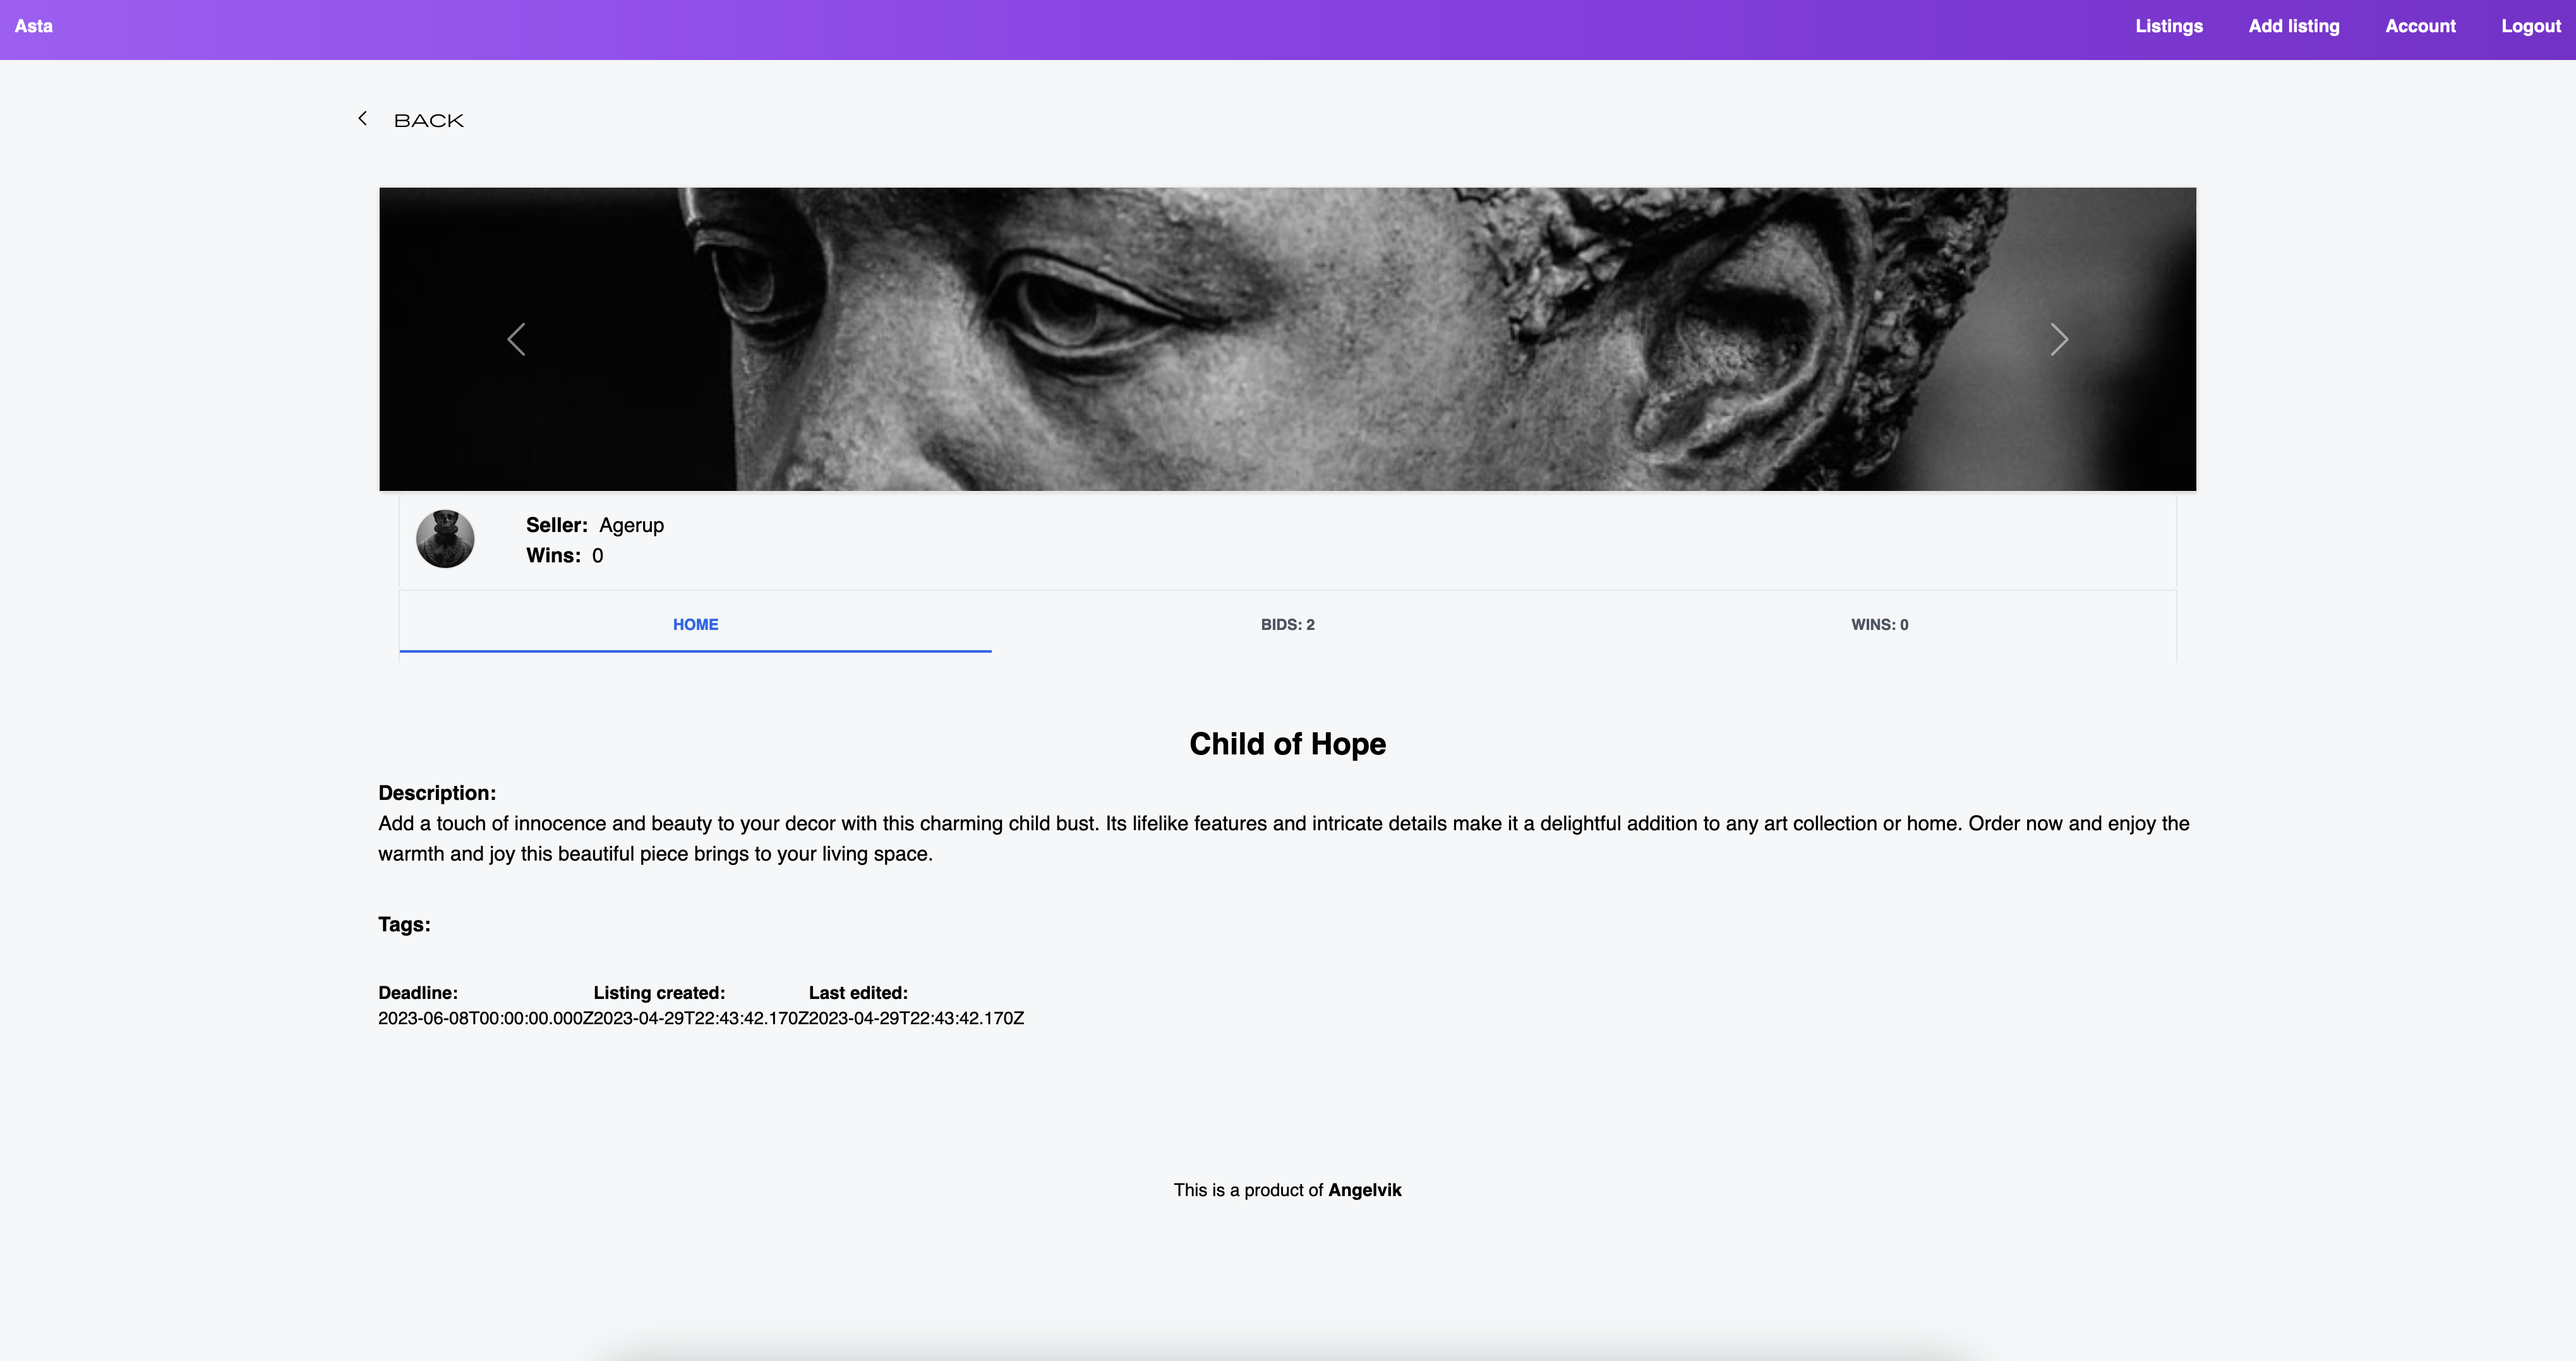 Asta Listings Add listing Account Logout
BACK
Seller: Agerup
Wins: 0
HOME BIDS: 2 WINS: 0
Child of Hope
Description:
Add a touch of innocence and beauty to your decor with this charming child bust. Its lifelike features and intricate details make it a delightful addition to any art collection or home. Order now and enjoy the
warmth and joy this beautiful piece brings to your living space.
Tags:
Deadline: Listing created: Last edited:
2023-06-08T00:00:00.000Z2023-04-29T22:43:42.170Z2023-04-29T22:43:42.170Z
This is a product of Angelvik